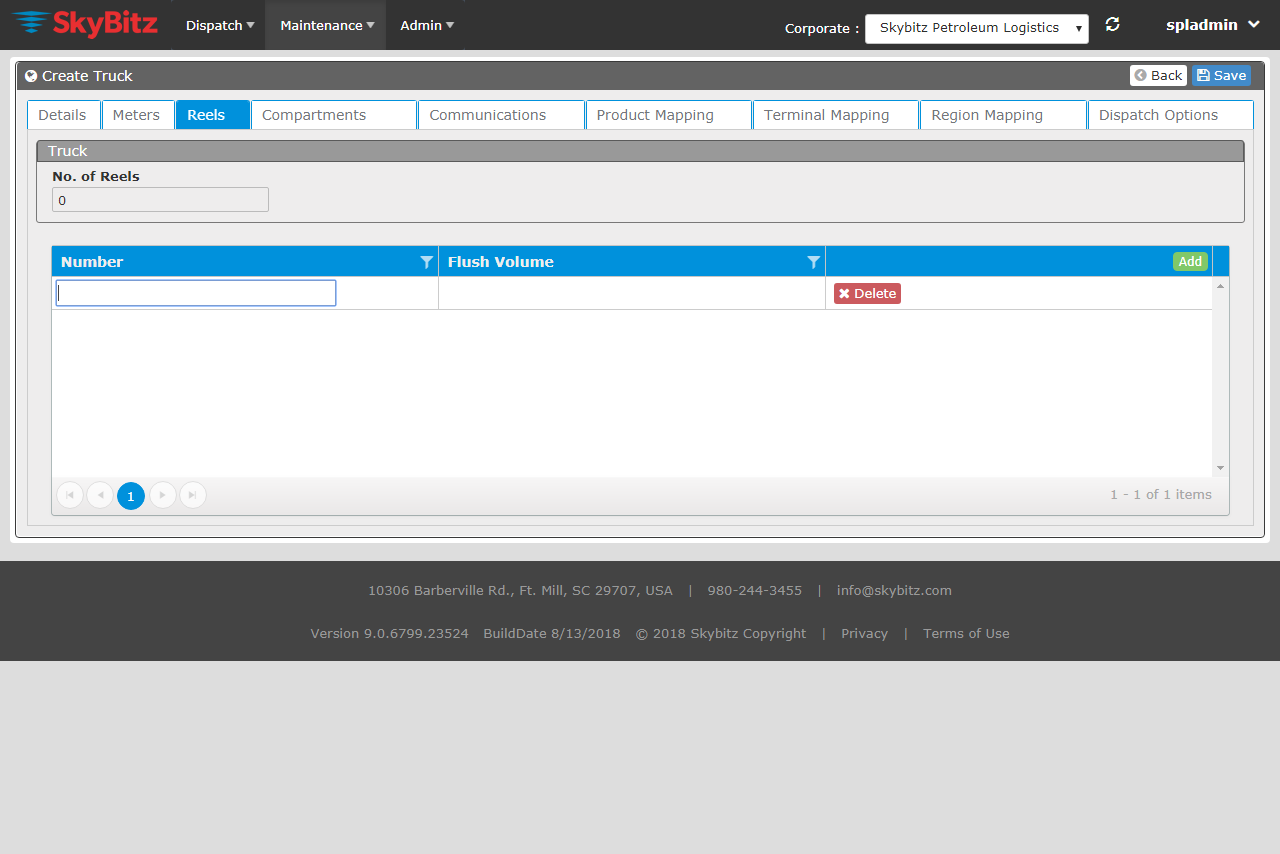 SkyBitz Dispatch Maintenance Admin Corporate : Skybitz Petroleum Logistics spladmin
Create Truck Back Save
Details Meters Reels Compartments Communications Product Mapping Terminal Mapping Region Mapping Dispatch Options
Truck
No. of Reels
0
Number Flush Volume Add
Delete
1 1 - 1 of 1 items
10306 Barberville Rd., Ft. Mill, SC 29707, USA | 980-244-3455 | info@skybitz.com
Version 9.0.6799.23524 BuildDate 8/13/2018 © 2018 Skybitz Copyright | Privacy | Terms of Use